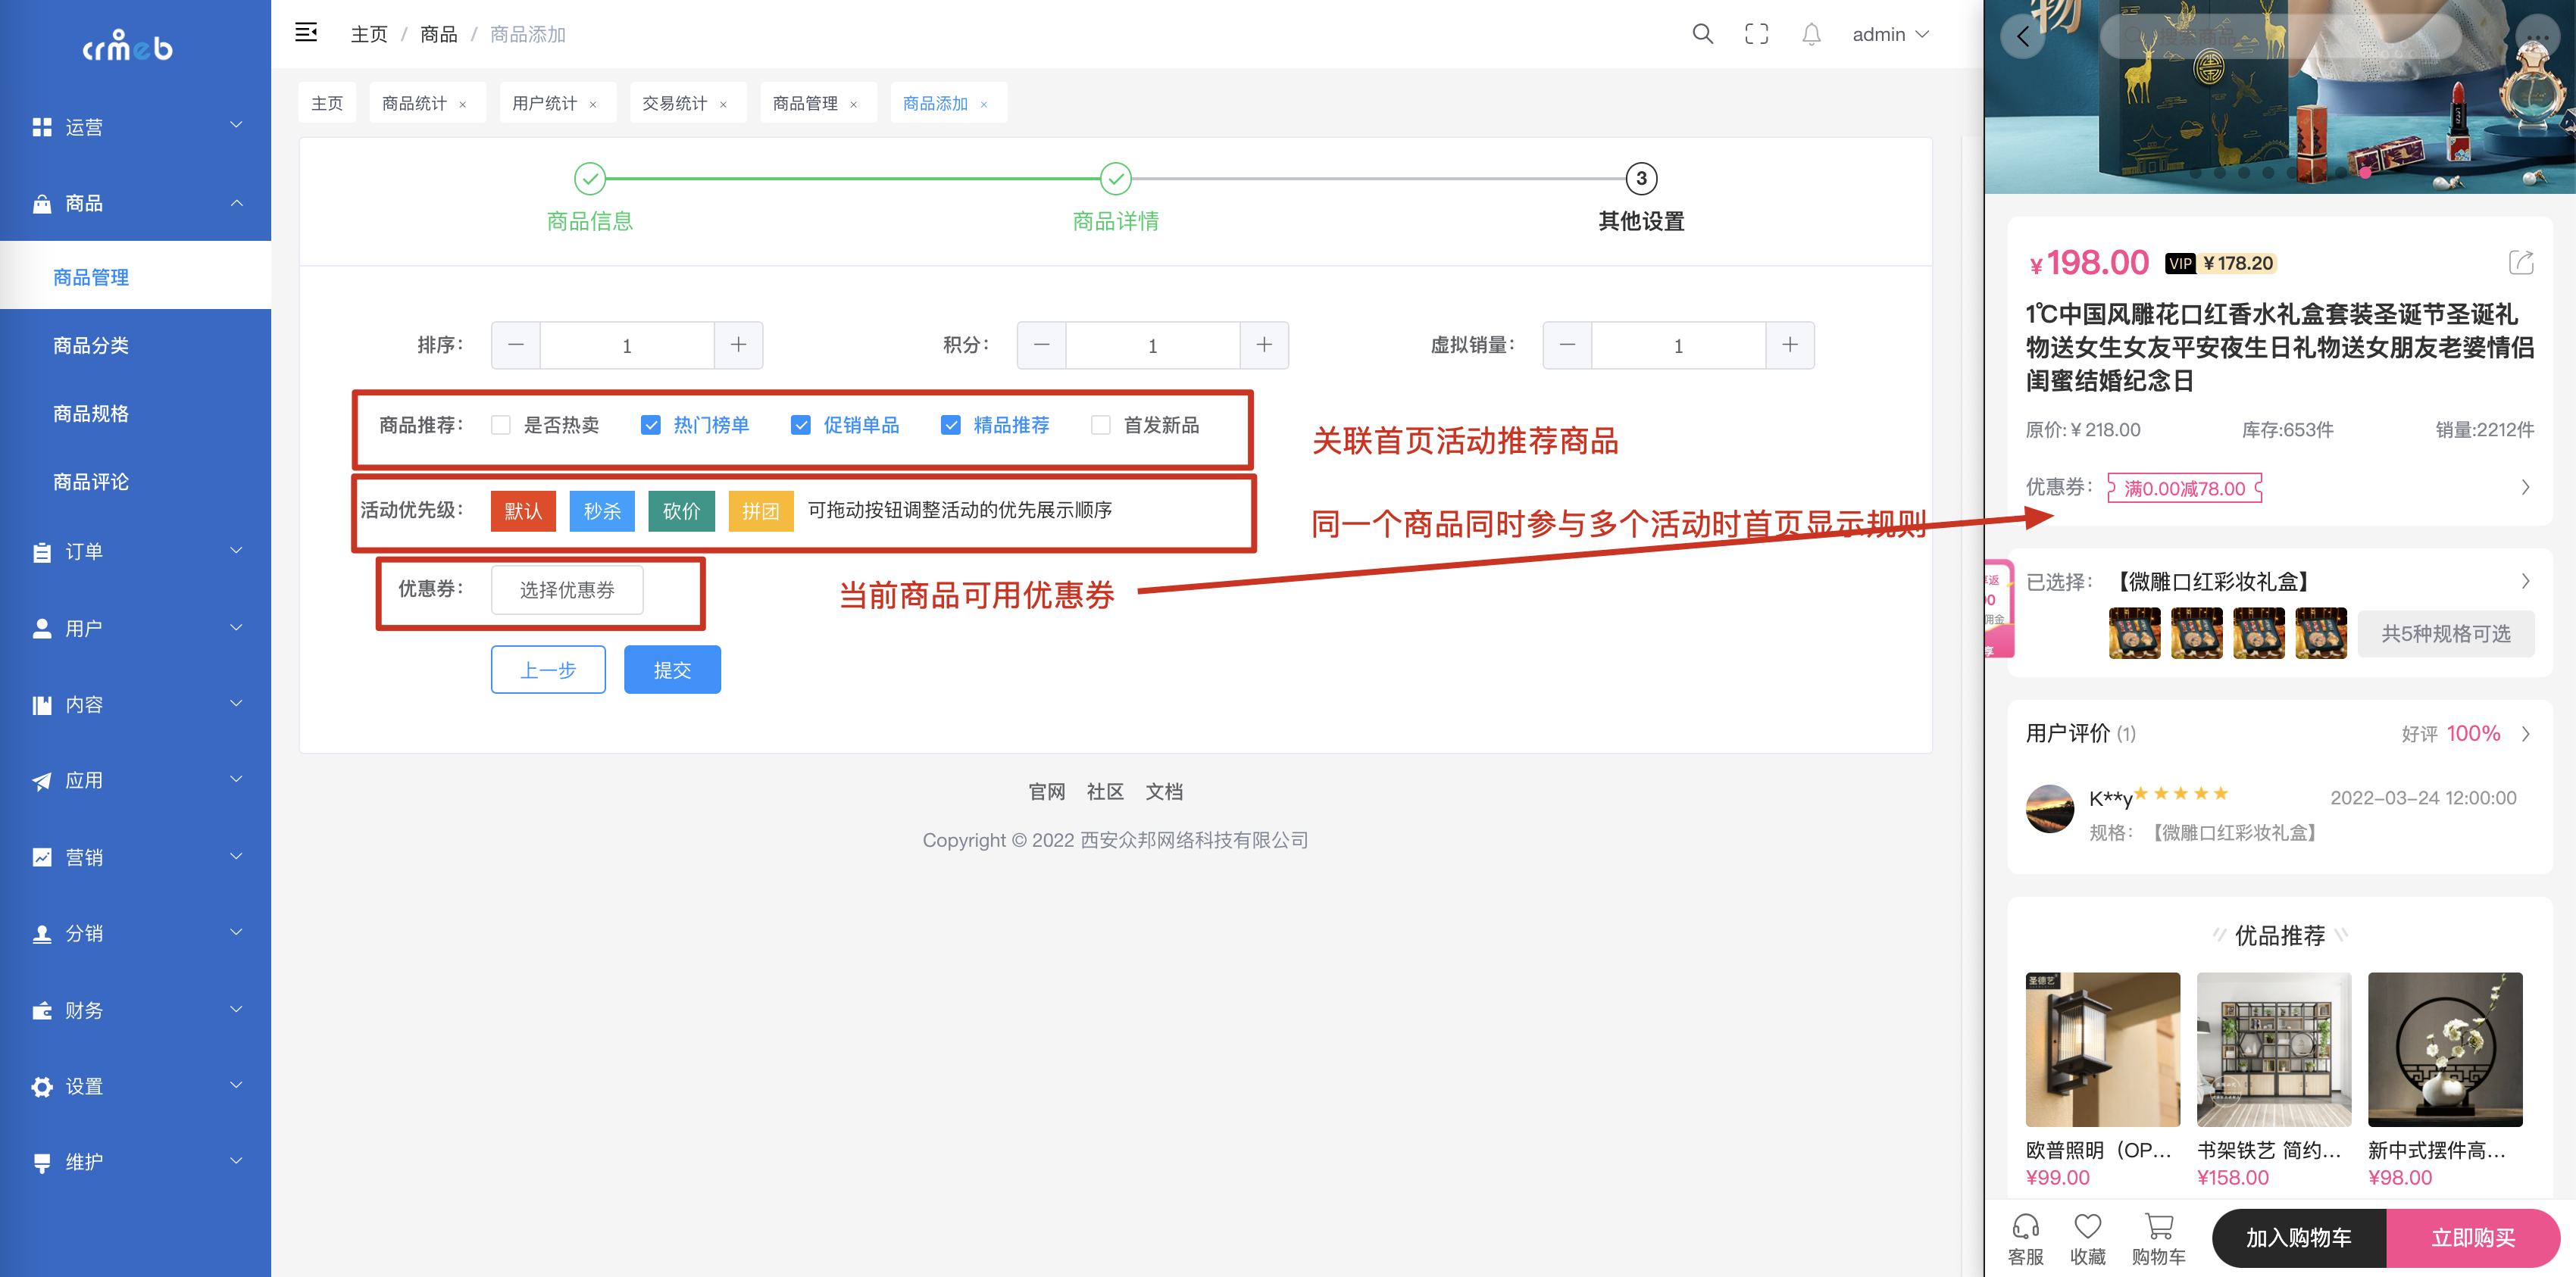 crmeb
运营
商品
商品管理
商品分类
商品规格
商品评论
订单
用户
内容
应用
营销
分销
财务
设置
维护
主页 / 商品 / 商品添加
admin
主页
商品统计 ×
用户统计 ×
交易统计 ×
商品管理 ×
商品添加 ×
商品信息
商品详情
3
其他设置
排序： 1
积分： 1
虚拟销量： 1
商品推荐： 是否热卖 热门榜单 促销单品 精品推荐 首发新品
关联首页活动推荐商品
活动优先级： 默认 秒杀 砍价 拼团 可拖动按钮调整活动的优先展示顺序
同一个商品同时参与多个活动时首页显示规则
优惠券： 选择优惠券
当前商品可用优惠券
上一步 提交
官网 社区 文档
Copyright © 2022 西安众邦网络科技有限公司
物
¥198.00 VIP ¥178.20
1℃中国风雕花口红香水礼盒套装圣诞节圣诞礼
物送女生女友平安夜生日礼物送女朋友老婆情侣
闺蜜结婚纪念日
原价:¥218.00 库存:653件 销量:2212件
优惠券： 满0.00减78.00
返
00
佣金
享
已选择： 【微雕口红彩妆礼盒】
共5种规格可选
用户评价 (1) 好评 100%
K**y 2022-03-24 12:00:00
规格： 【微雕口红彩妆礼盒】
优品推荐
圣德艺
欧普照明（OP...
¥99.00
书架铁艺 简约...
¥158.00
新中式摆件高...
¥98.00
客服 收藏 购物车 加入购物车 立即购买